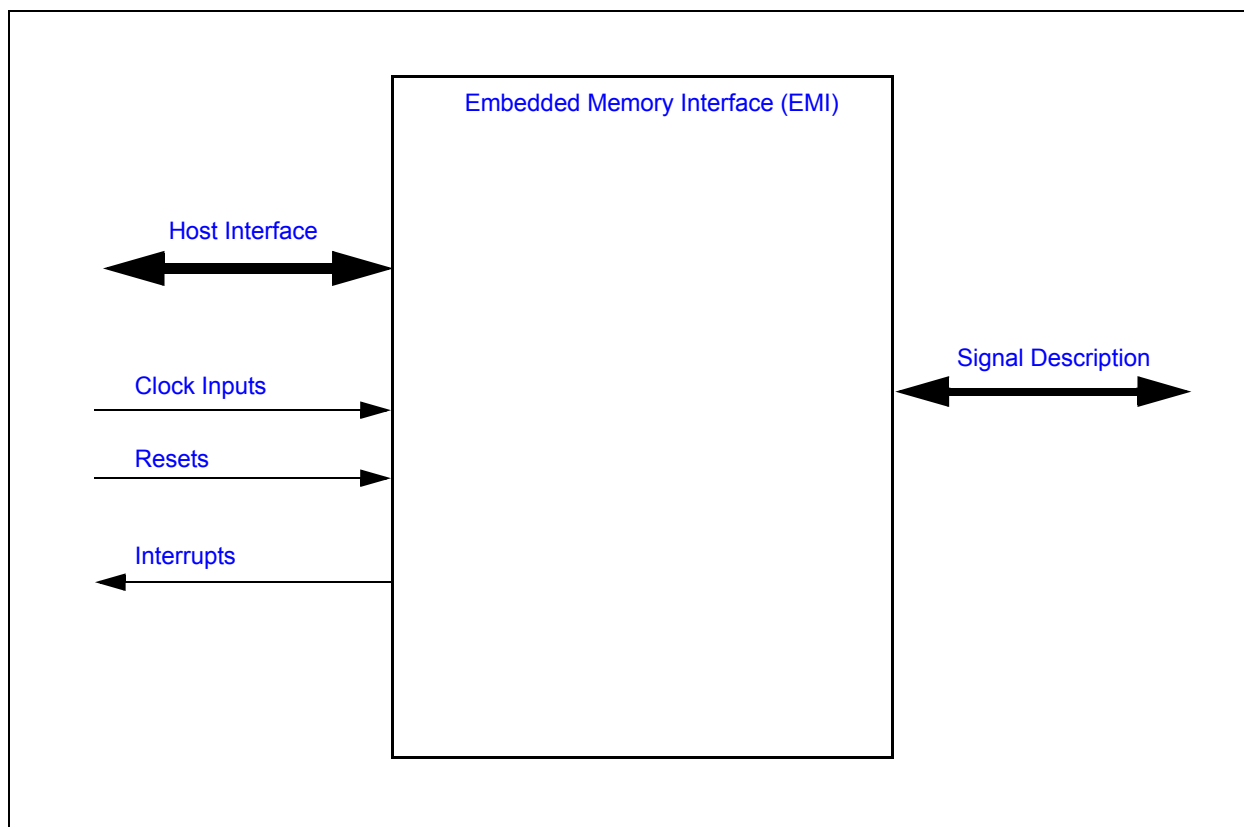 Embedded Memory Interface (EMI)
Host Interface
Signal Description
Clock Inputs
Resets
Interrupts